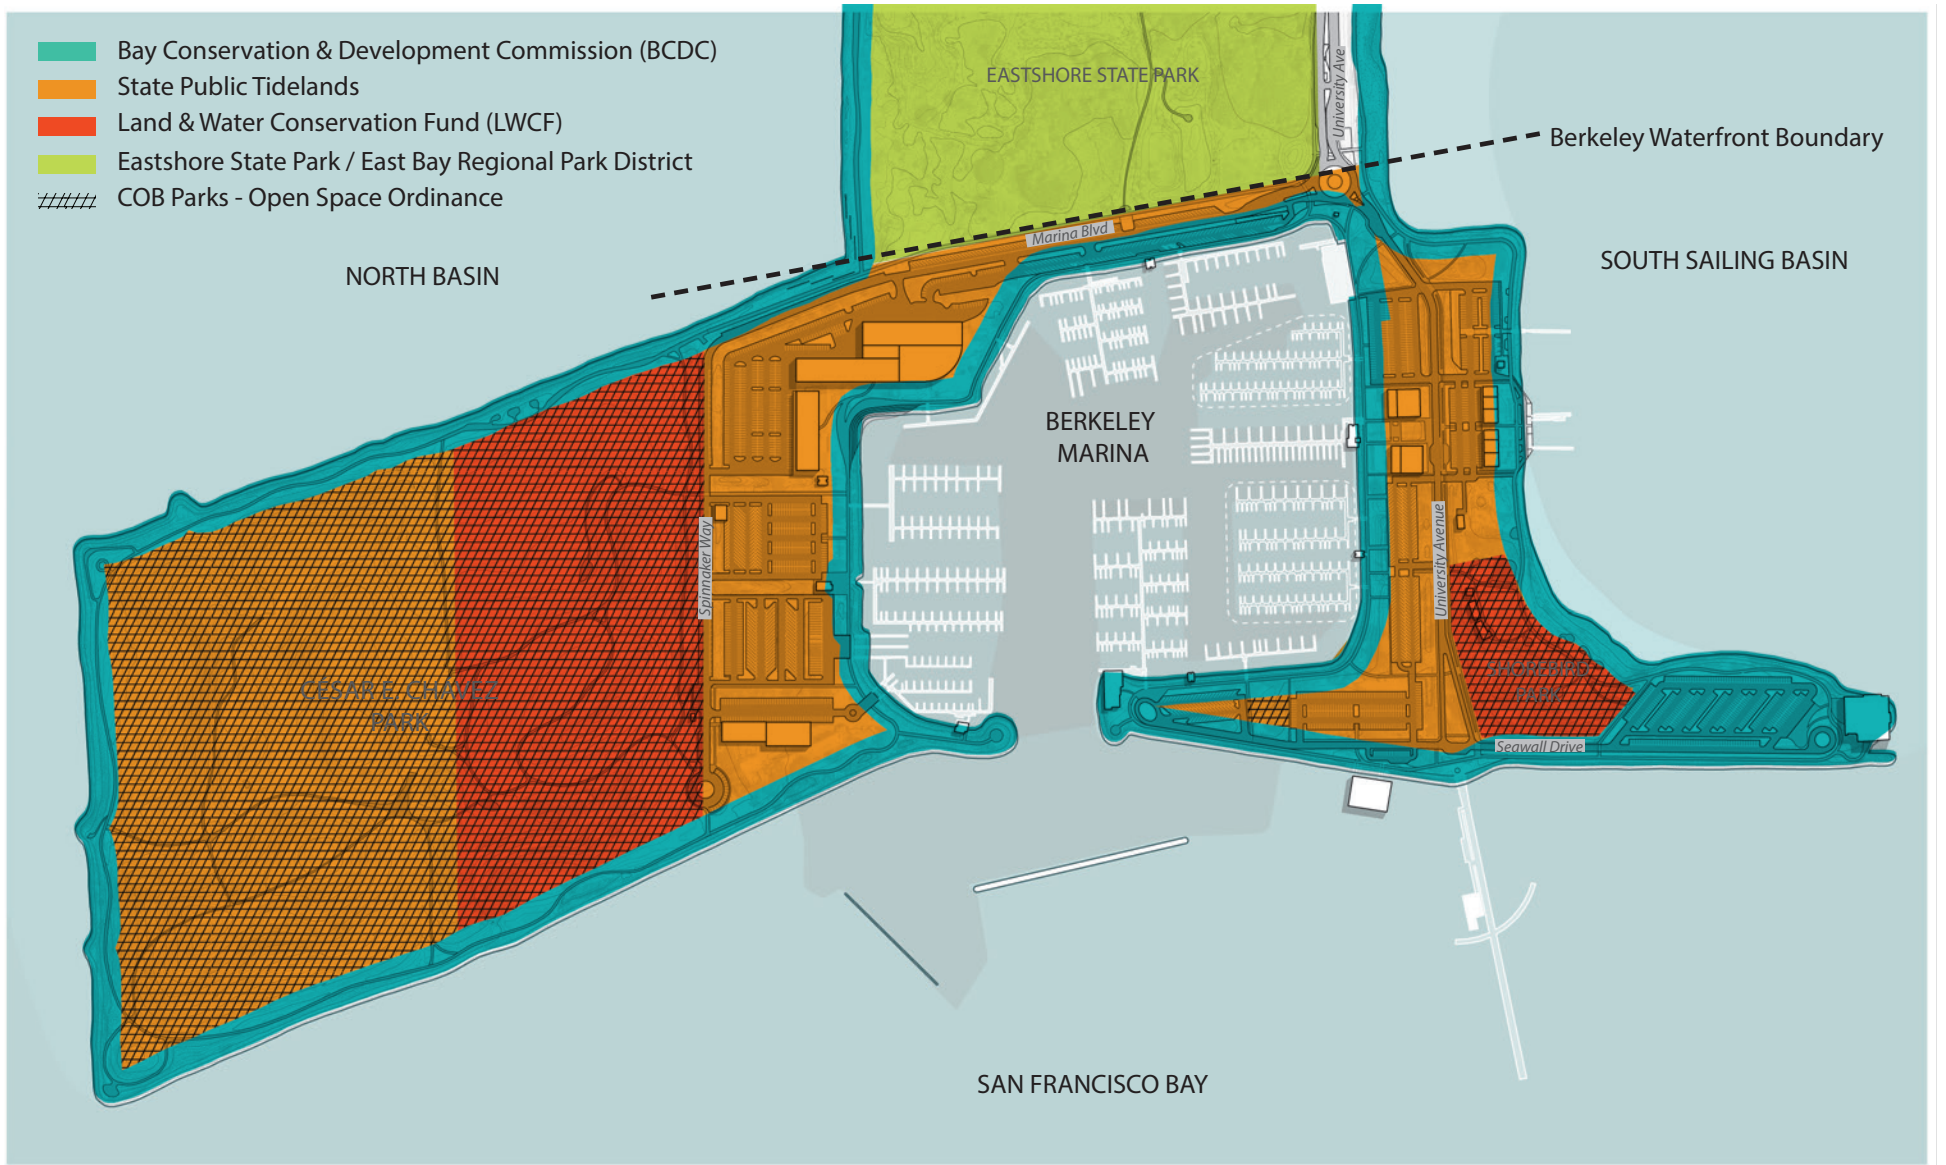 Bay Conservation & Development Commission (BCDC)
State Public Tidelands
Land & Water Conservation Fund (LWCF)
Eastshore State Park / East Bay Regional Park District
COB Parks - Open Space Ordinance
EASTSHORE STATE PARK
University Ave
Berkeley Waterfront Boundary
Marina Blvd
NORTH BASIN
SOUTH SAILING BASIN
BERKELEY
MARINA
Spinnaker Way
University Avenue
CESAR E. CHAVEZ
PARK
SHOREBIRD
PARK
Seawall Drive
SAN FRANCISCO BAY